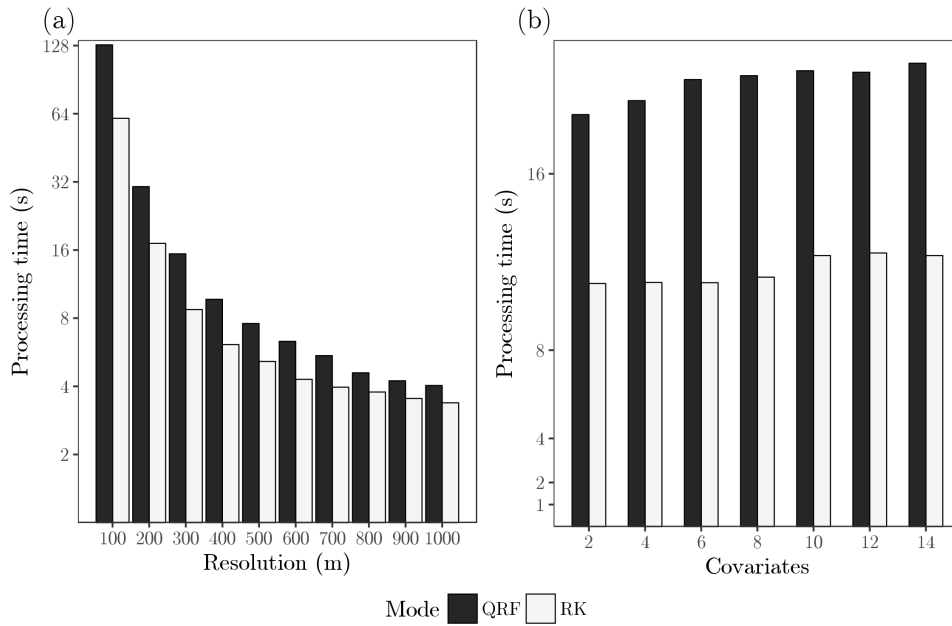 (a)
Processing time (s)
128
64
32
16
8
4
2
100 200 300 400 500 600 700 800 900 1000
Resolution (m)
(b)
Processing time (s)
16
8
4
2
1
2 4 6 8 10 12 14
Covariates
Mode QRF RK